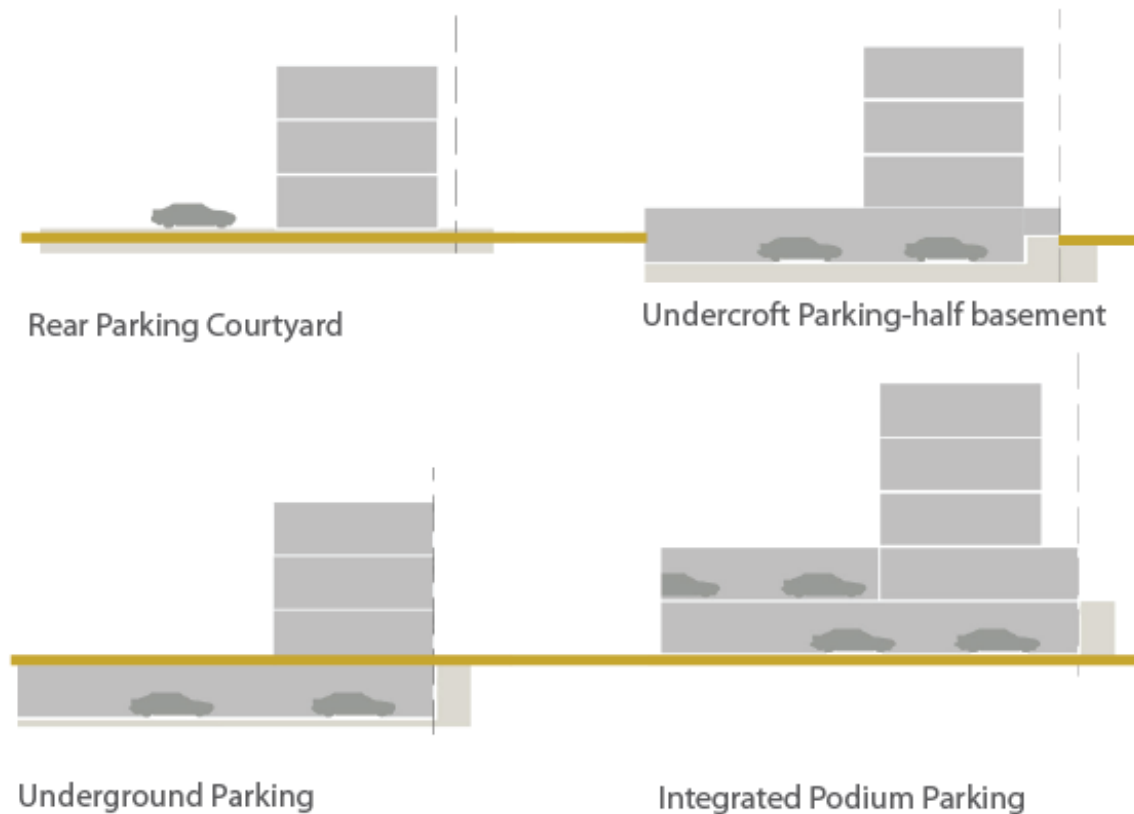 Rear Parking Courtyard
Undercroft Parking-half basement
Underground Parking
Integrated Podium Parking